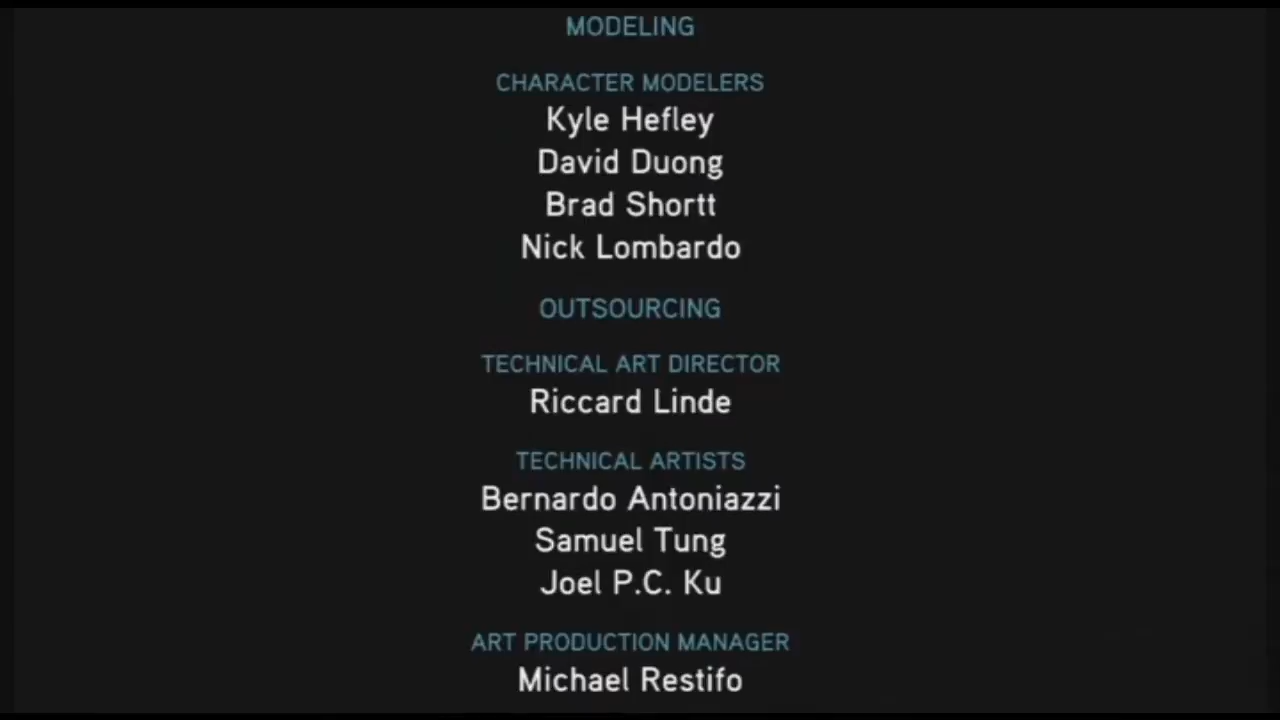 MODELING
CHARACTER MODELERS
Kyle Hefley
David Duong
Brad Shortt
Nick Lombardo
OUTSOURCING
TECHNICAL ART DIRECTOR
Riccard Linde
TECHNICAL ARTISTS
Bernardo Antoniazzi
Samuel Tung
Joel P.C. Ku
ART PRODUCTION MANAGER
Michael Restifo